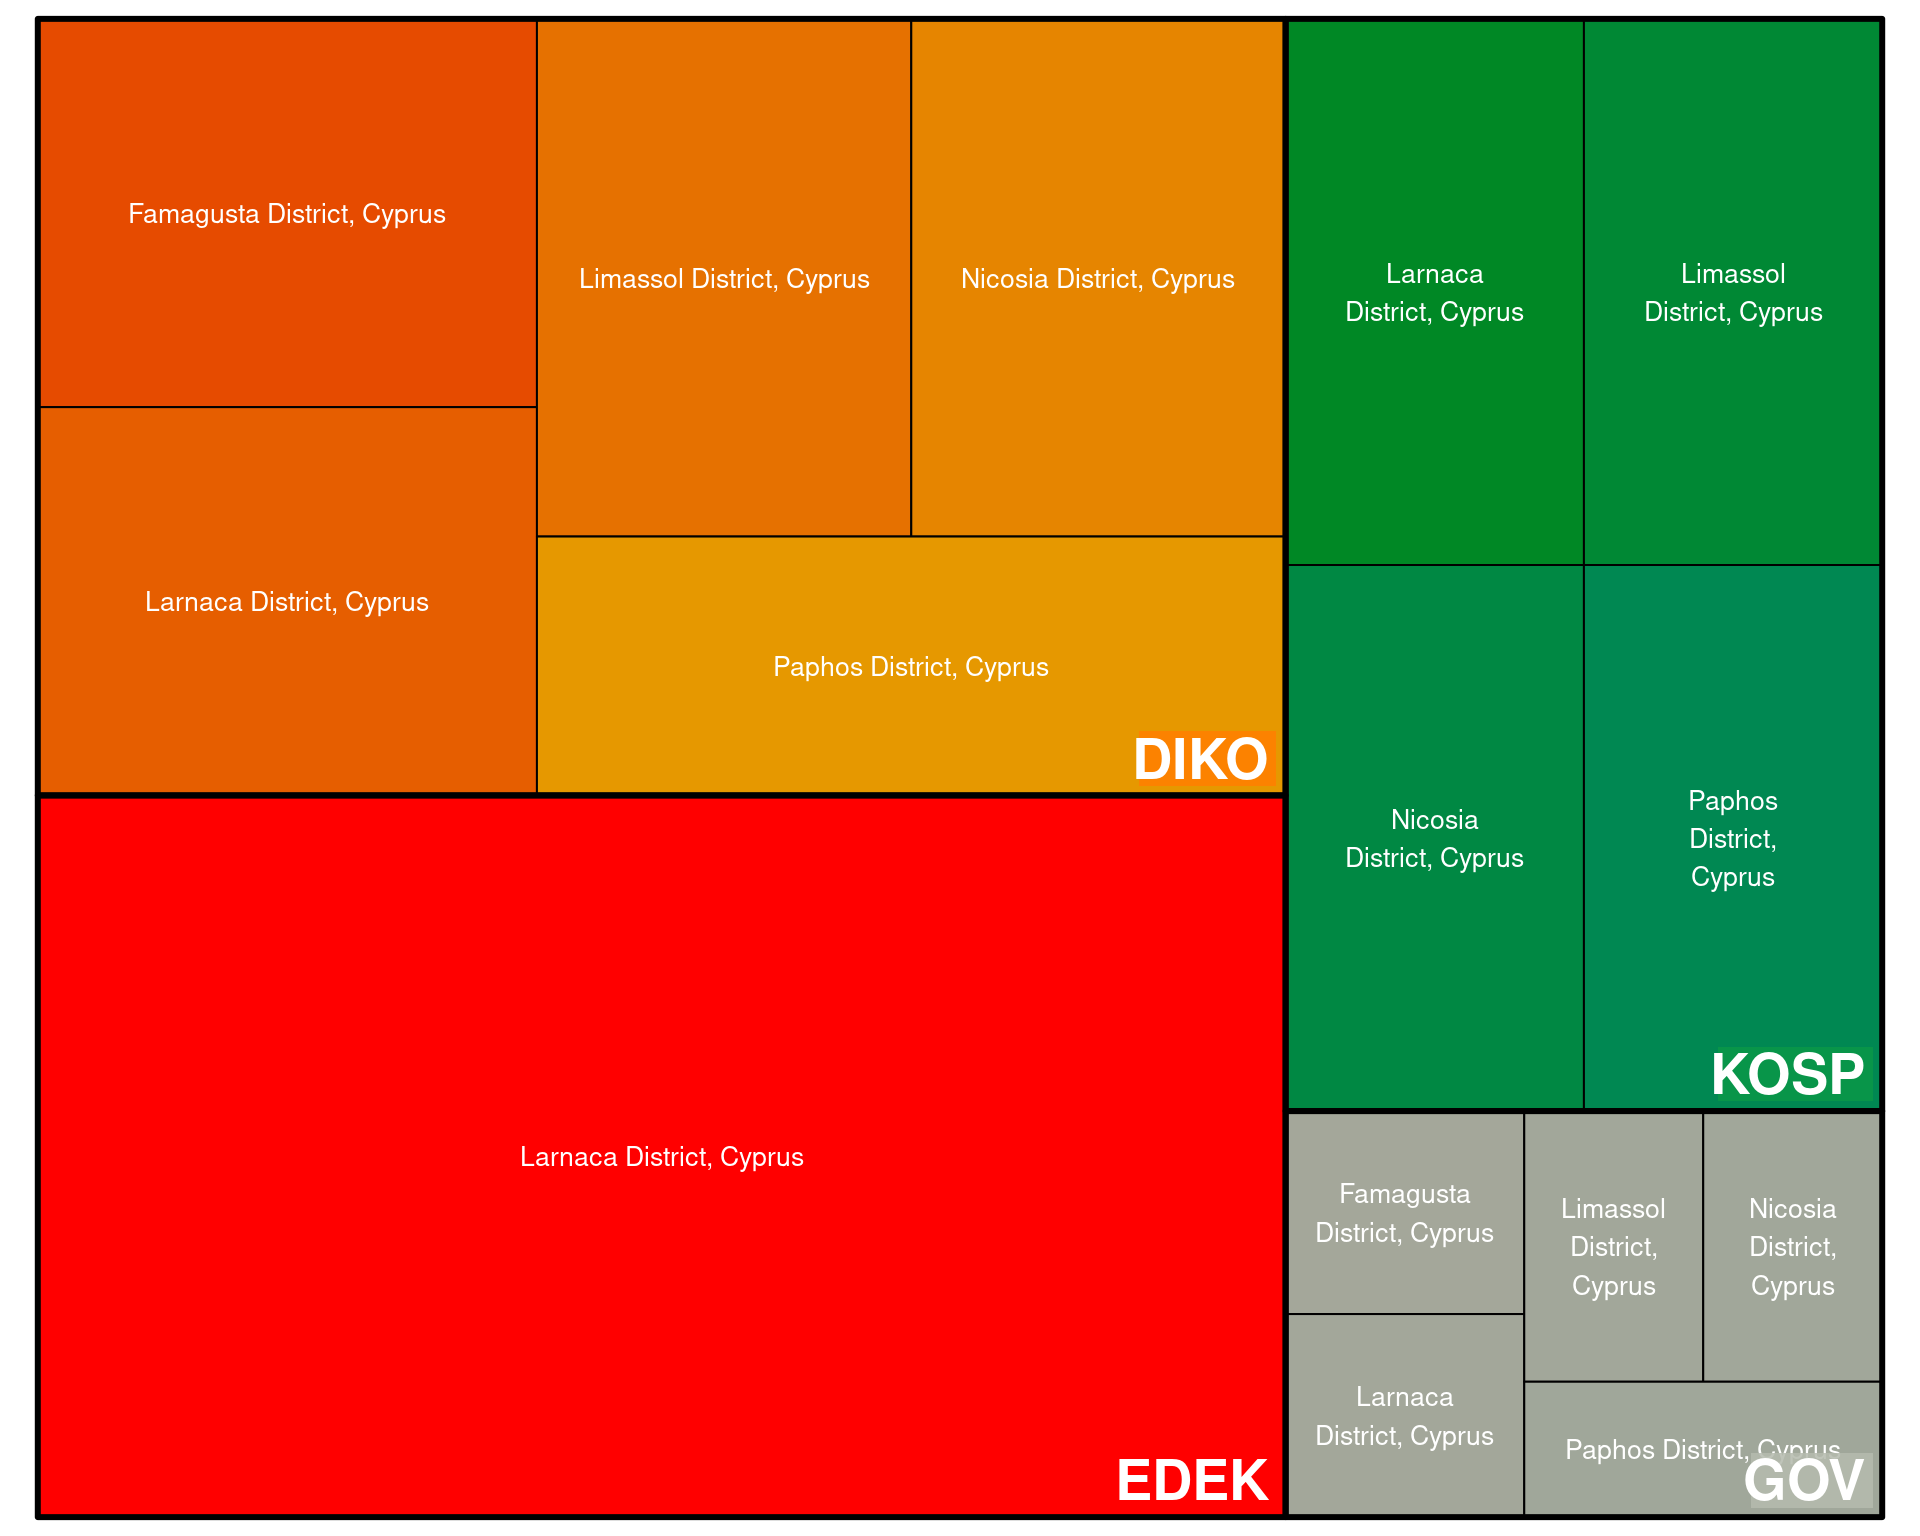 Famagusta District, Cyprus
Limassol District, Cyprus
Nicosia District, Cyprus
Larnaca District, Cyprus
Paphos District, Cyprus
DIKO
Larnaca District, Cyprus
EDEK
Larnaca
District, Cyprus
Limassol
District, Cyprus
Nicosia
District, Cyprus
Paphos
District,
Cyprus
KOSP
Famagusta
District, Cyprus
Limassol
District,
Cyprus
Nicosia
District,
Cyprus
Larnaca
District, Cyprus
Paphos District, Cyprus
GOV